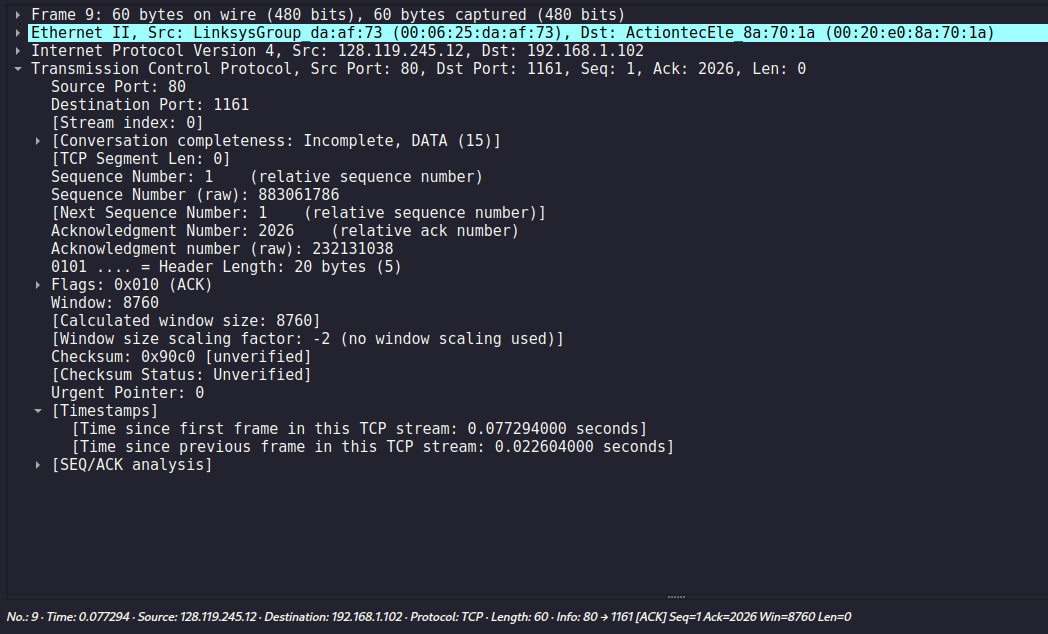 Frame 9: 60 bytes on wire (480 bits), 60 bytes captured (480 bits)
Ethernet II, Src: LinksysGroup_da:af:73 (00:06:25:da:af:73), Dst: ActiontecEle_8a:70:1a (00:20:e0:8a:70:1a)
Internet Protocol Version 4, Src: 128.119.245.12, Dst: 192.168.1.102
Transmission Control Protocol, Src Port: 80, Dst Port: 1161, Seq: 1, Ack: 2026, Len: 0
Source Port: 80
Destination Port: 1161
[Stream index: 0]
[Conversation completeness: Incomplete, DATA (15)]
[TCP Segment Len: 0]
Sequence Number: 1    (relative sequence number)
Sequence Number (raw): 883061786
[Next Sequence Number: 1    (relative sequence number)]
Acknowledgment Number: 2026    (relative ack number)
Acknowledgment number (raw): 232131038
0101 .... = Header Length: 20 bytes (5)
Flags: 0x010 (ACK)
Window: 8760
[Calculated window size: 8760]
[Window size scaling factor: -2 (no window scaling used)]
Checksum: 0x90c0 [unverified]
[Checksum Status: Unverified]
Urgent Pointer: 0
[Timestamps]
[Time since first frame in this TCP stream: 0.077294000 seconds]
[Time since previous frame in this TCP stream: 0.022604000 seconds]
[SEQ/ACK analysis]
No.: 9 · Time: 0.077294 · Source: 128.119.245.12 · Destination: 192.168.1.102 · Protocol: TCP · Length: 60 · Info: 80 → 1161 [ACK] Seq=1 Ack=2026 Win=8760 Len=0